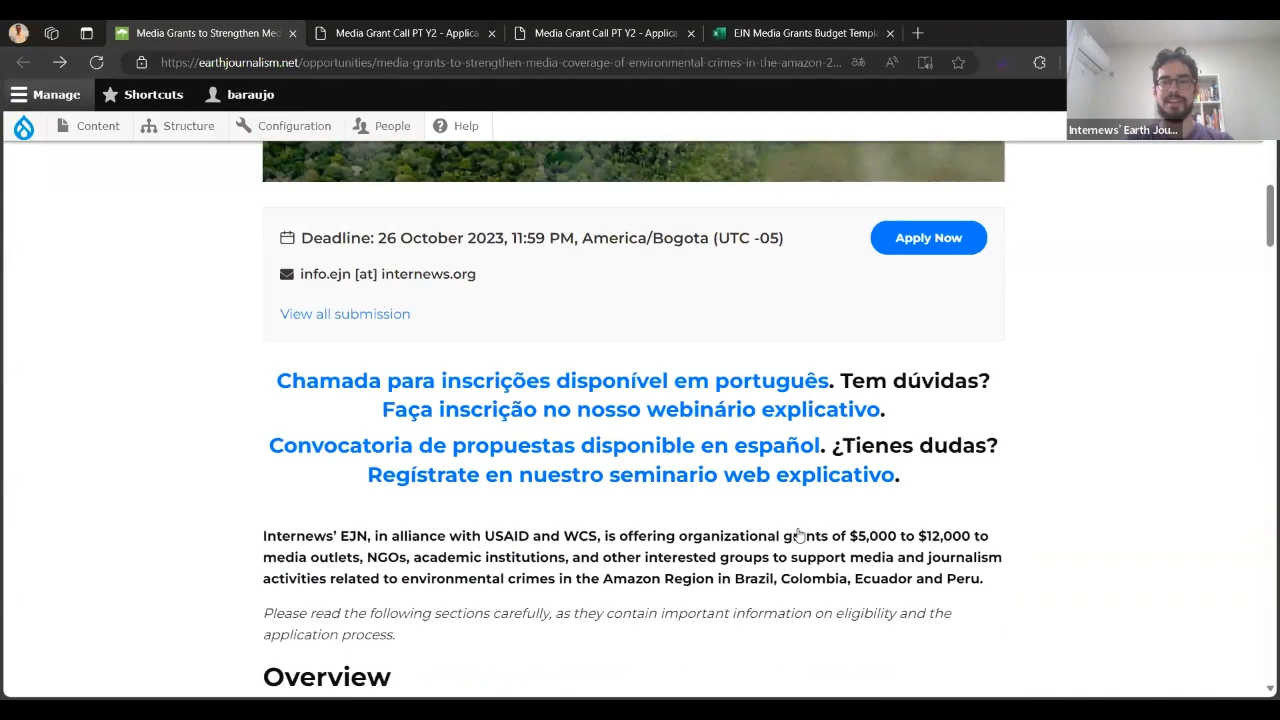 Media Grants to Strengthen Mec
Media Grant Call PT Y2 - Applica
Media Grant Call PT Y2 - Applica
EJN Media Grants Budget Templ
https://earthjournalism.net/opportunities/media-grants-to-strengthen-media-coverage-of-environmental-crimes-in-the-amazon-2...
Manage
Shortcuts
baraujo
Internews' Earth Jou...
Content
Structure
Configuration
People
Help
Deadline: 26 October 2023, 11:59 PM, America/Bogota (UTC -05)
Apply Now
info.ejn [at] internews.org
View all submission
Chamada para inscrições disponível em português. Tem dúvidas?
Faça inscrição no nosso webinário explicativo.
Convocatoria de propuestas disponible en español. ¿Tienes dudas?
Regístrate en nuestro seminario web explicativo.
Internews' EJN, in alliance with USAID and WCS, is offering organizational grants of $5,000 to $12,000 to
media outlets, NGOs, academic institutions, and other interested groups to support media and journalism
activities related to environmental crimes in the Amazon Region in Brazil, Colombia, Ecuador and Peru.
Please read the following sections carefully, as they contain important information on eligibility and the
application process.
Overview